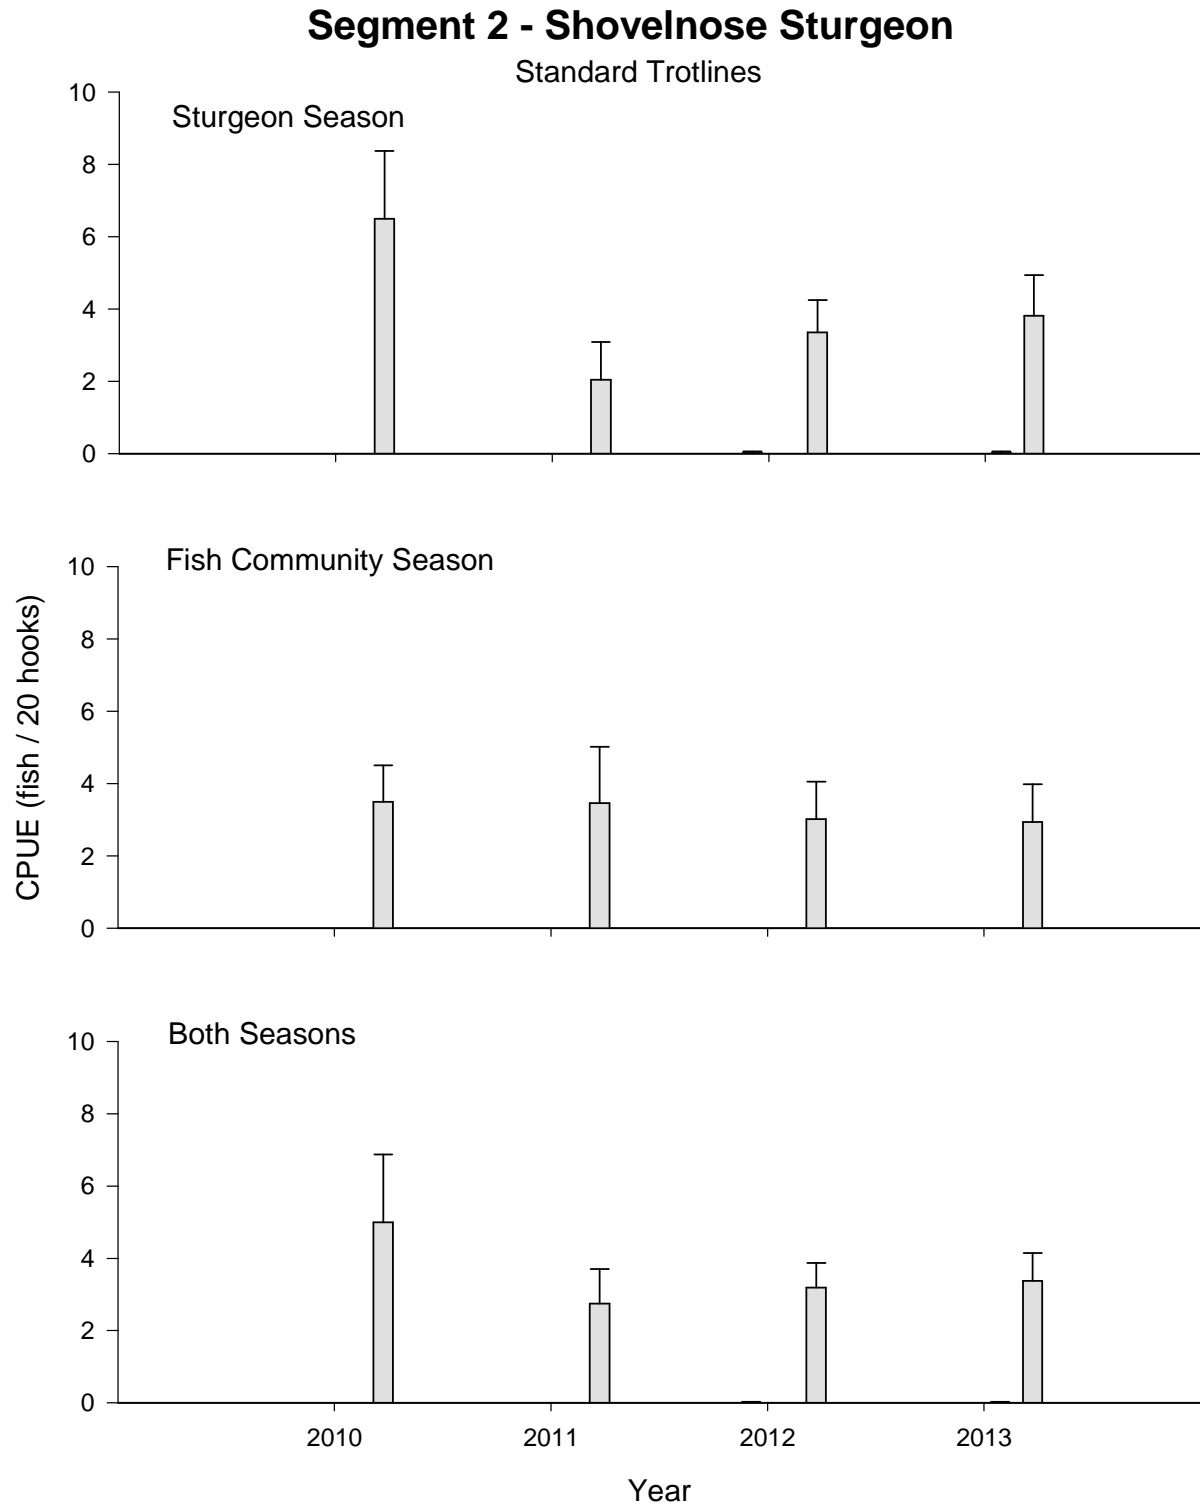 Segment 2 - Shovelnose Sturgeon
Standard Trotlines
Sturgeon Season
10
8
6
4
2
0
Fish Community Season
10
8
6
4
2
0
CPUE (fish / 20 hooks)
Both Seasons
10
8
6
4
2
0
2010 2011 2012 2013
Year